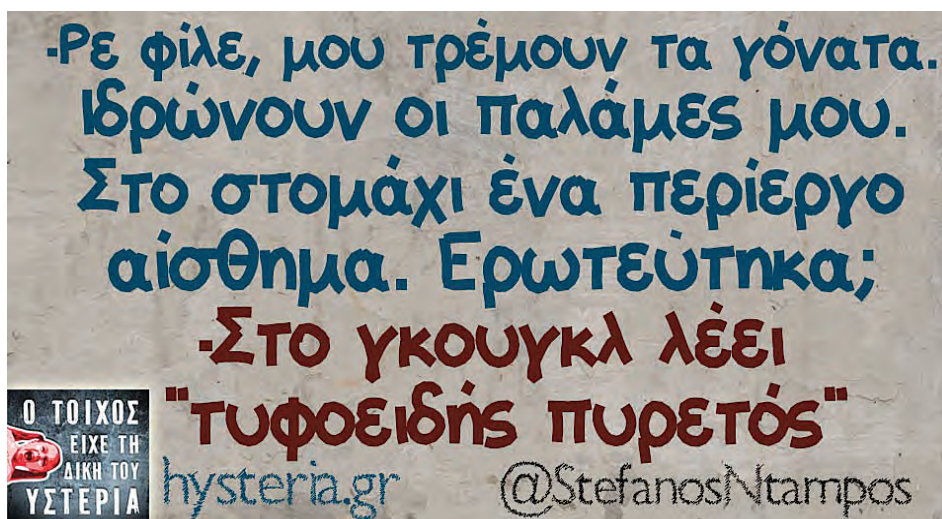 -Ρε φίλε, μου τρέμουν τα γόνατα.
Ιδρώνουν οι παλάμες μου.
Στο στομάχι ένα περίεργο
αίσθημα. Ερωτεύτηκα;
-Στο γκουγκλ λέει
"τυφοειδής πυρετός"
Ο ΤΟΙΧΟΣ
ΕΙΧΕ ΤΗ
ΔΙΚΗ ΤΟΥ
ΥΣΤΕΡΙΑ
hysteria.gr @StefanosNtampos